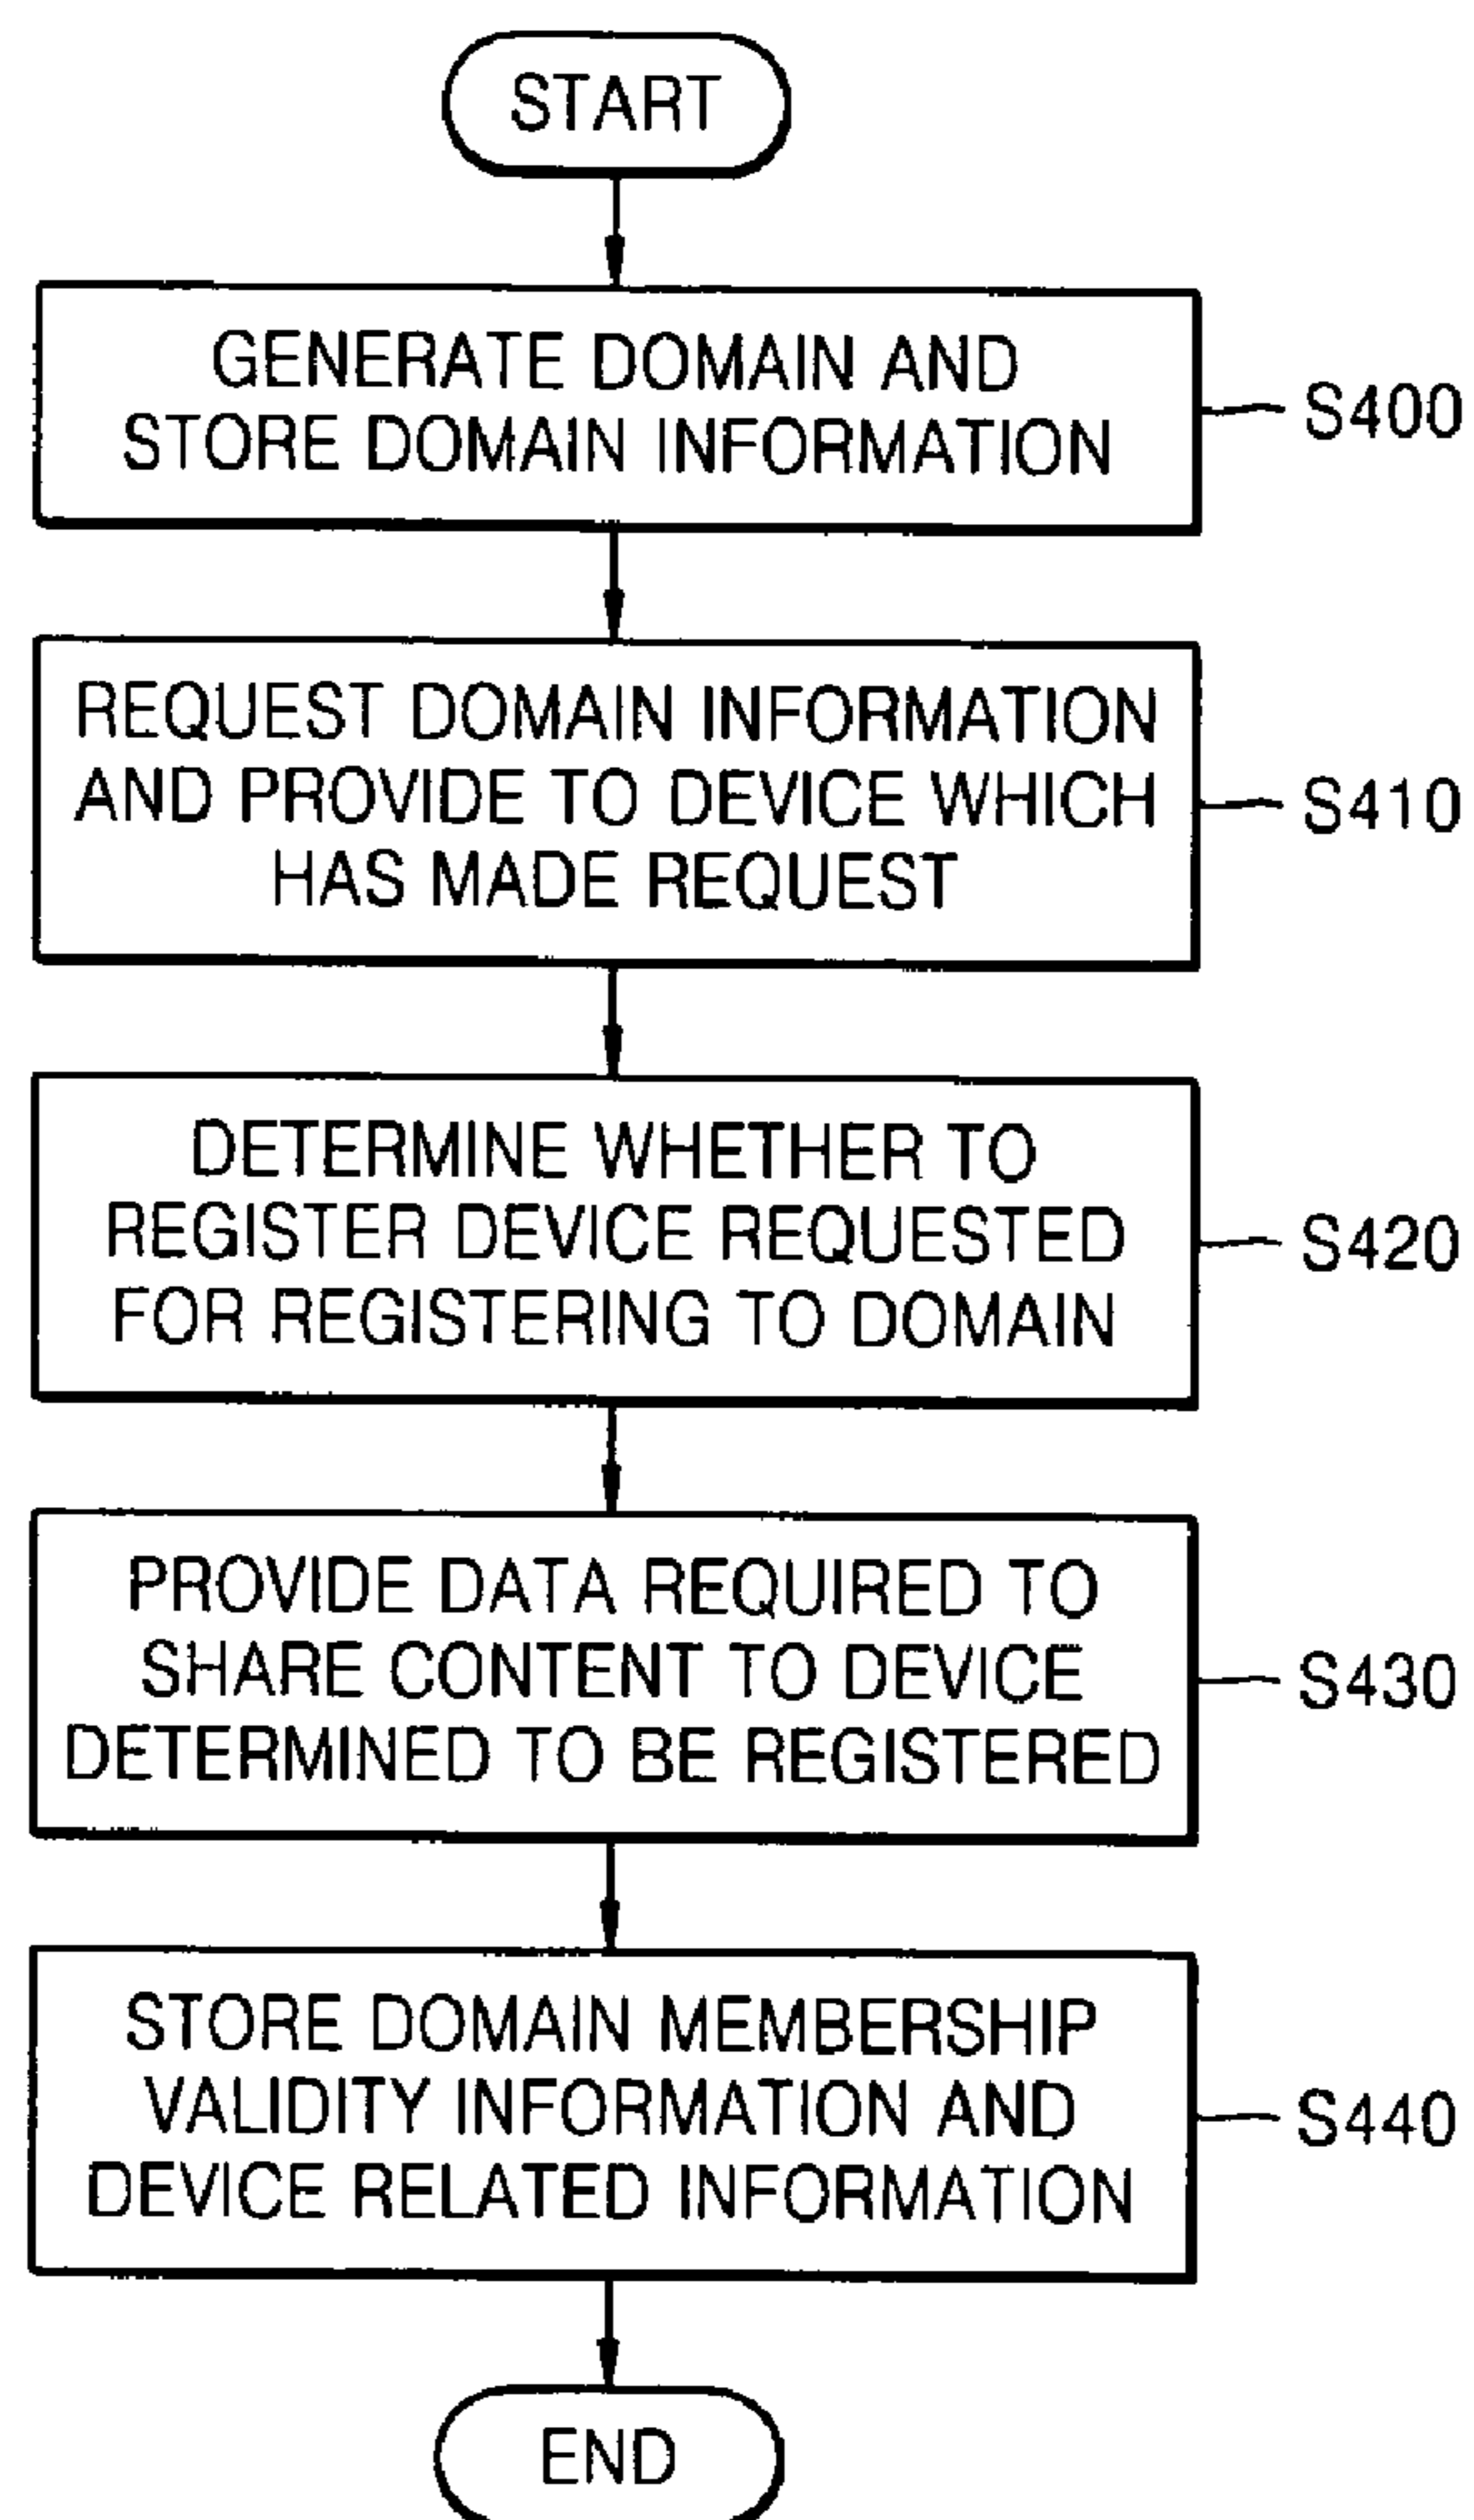 START
GENERATE DOMAIN AND
STORE DOMAIN INFORMATION
S400
REQUEST DOMAIN INFORMATION
AND PROVIDE TO DEVICE WHICH
HAS MADE REQUEST
S410
DETERMINE WHETHER TO
REGISTER DEVICE REQUESTED
FOR REGISTERING TO DOMAIN
S420
PROVIDE DATA REQUIRED TO
SHARE CONTENT TO DEVICE
DETERMINED TO BE REGISTERED
S430
STORE DOMAIN MEMBERSHIP
VALIDITY INFORMATION AND
DEVICE RELATED INFORMATION
S440
END